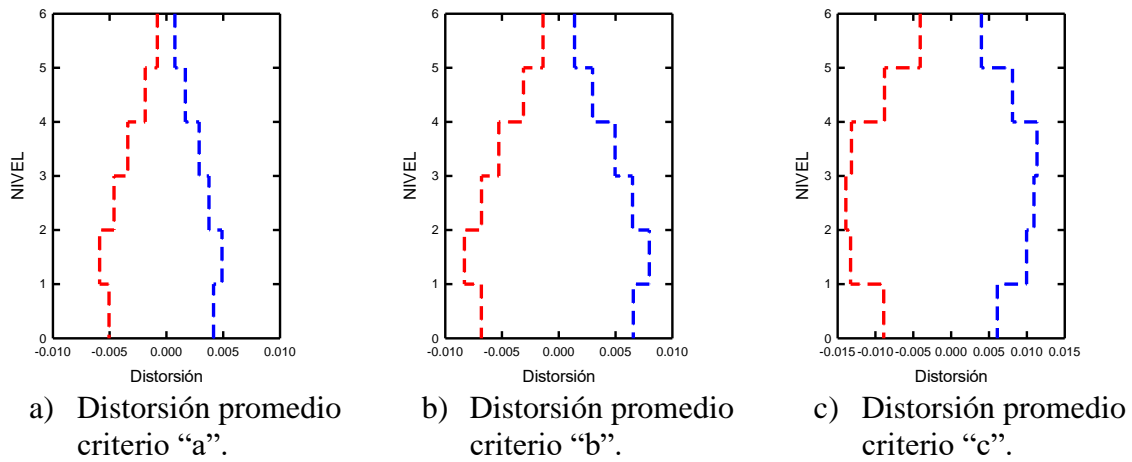 6
5
4
3
2
1
0
NIVEL
-0.010 -0.005 0.000 0.005 0.010
Distorsión
6
5
4
3
2
1
0
NIVEL
-0.010 -0.005 0.000 0.005 0.010
Distorsión
6
5
4
3
2
1
0
NIVEL
-0.015 -0.010 -0.005 0.000 0.005 0.010 0.015
Distorsión
a) Distorsión promedio
criterio “a”.
b) Distorsión promedio
criterio “b”.
c) Distorsión promedio
criterio “c”.